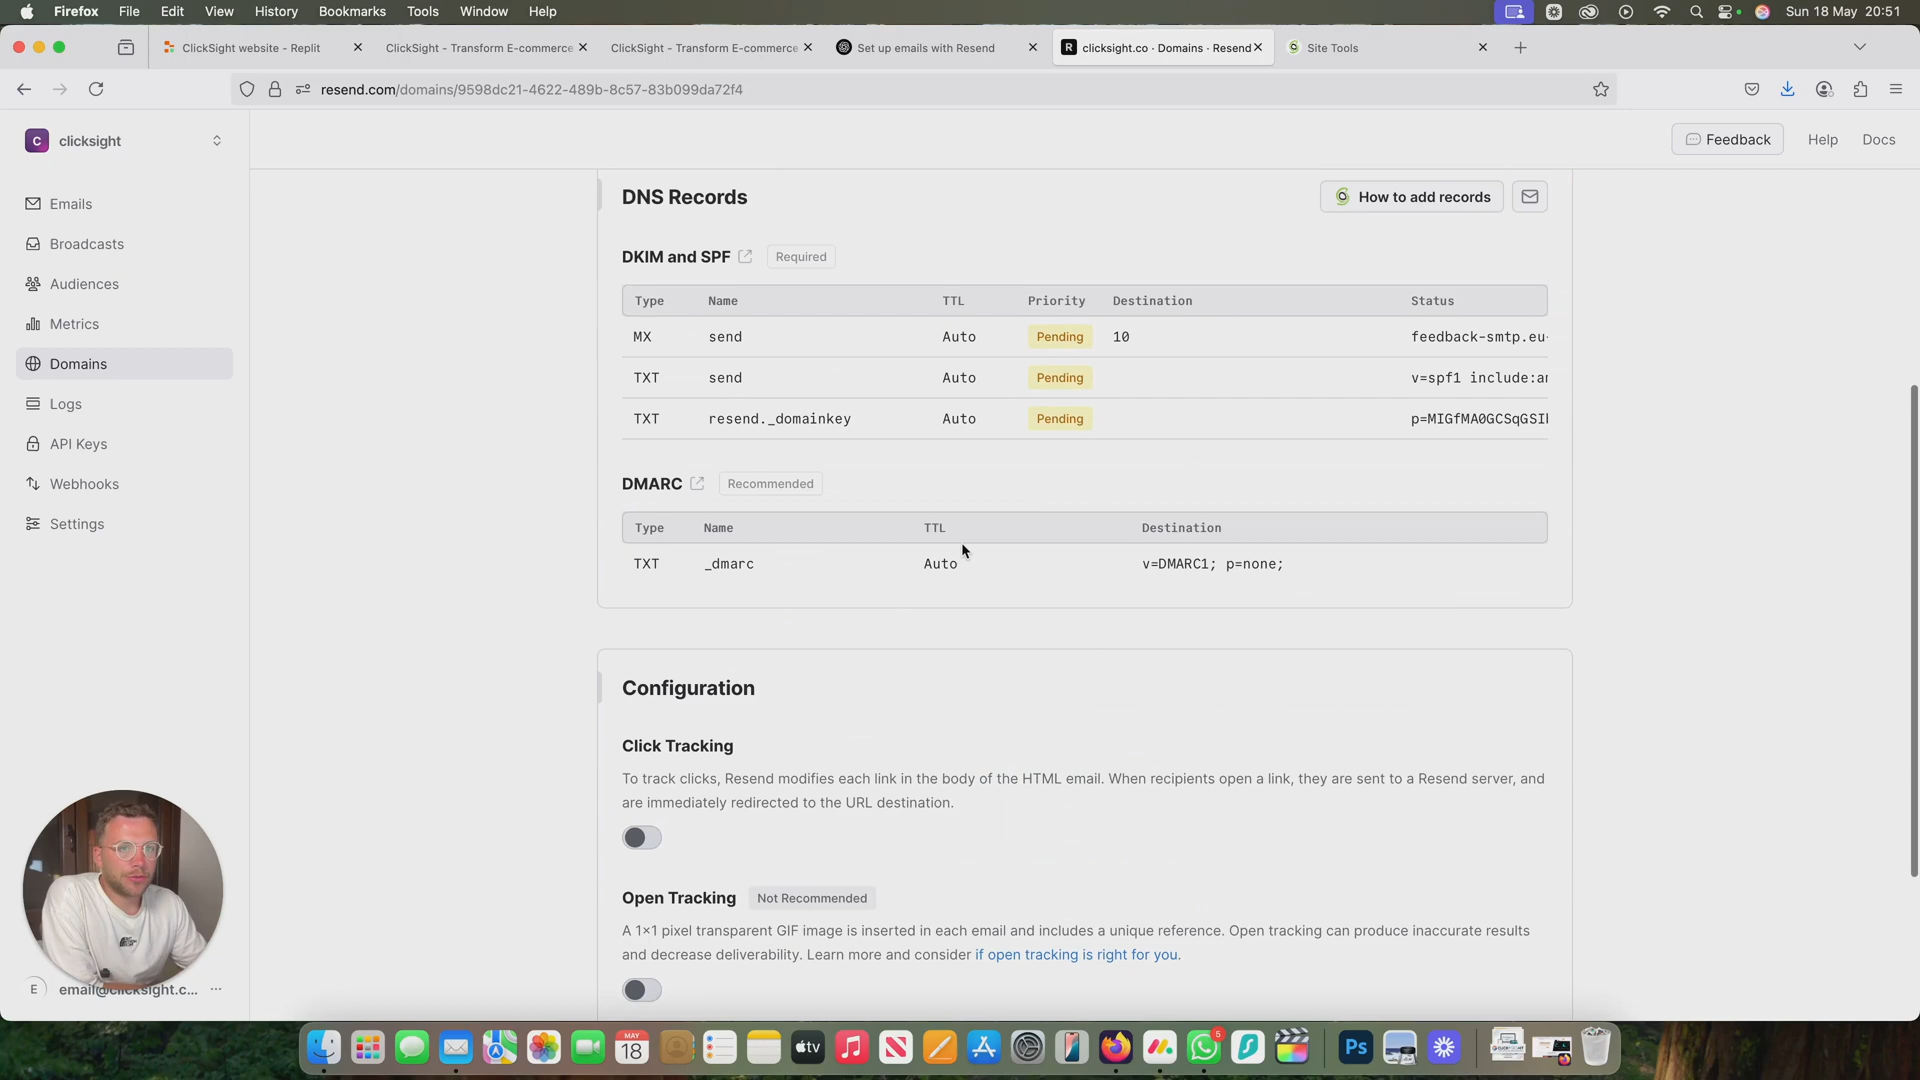 Firefox File Edit View History Bookmarks Tools Window Help Sun 18 May 20:51
ClickSight website - Replit
ClickSight - Transform E-commerce
ClickSight - Transform E-commerce
Set up emails with Resend
clicksight.co · Domains · Resend
Site Tools
resend.com/domains/9598dc21-4622-489b-8c57-83b099da72f4
C clicksight
Feedback Help Docs
Emails
Broadcasts
Audiences
Metrics
Domains
Logs
API Keys
Webhooks
Settings
E email@clicksight.c... ...
DNS Records
How to add records
DKIM and SPF Required
Type Name TTL Priority Destination Status
MX send Auto Pending 10 feedback-smtp.eu-
TXT send Auto Pending v=spf1 include:am
TXT resend._domainkey Auto Pending p=MIGfMA0GCSqGSI
DMARC Recommended
Type Name TTL Destination
TXT _dmarc Auto v=DMARC1; p=none;
Configuration
Click Tracking
To track clicks, Resend modifies each link in the body of the HTML email. When recipients open a link, they are sent to a Resend server, and
are immediately redirected to the URL destination.
Open Tracking Not Recommended
A 1×1 pixel transparent GIF image is inserted in each email and includes a unique reference. Open tracking can produce inaccurate results
and decrease deliverability. Learn more and consider if open tracking is right for you.
MAY
18
tv
5
Ps